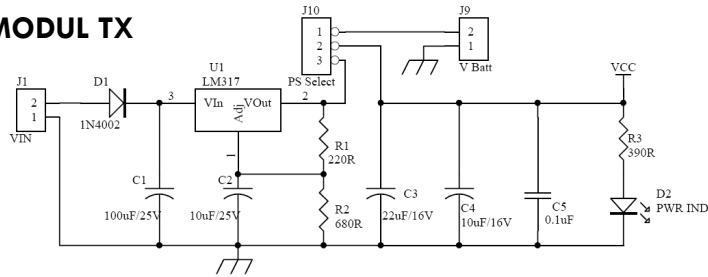 MODUL TX
J10
1
2
3
PS Select
J9
2
1
V Batt
J1
2
1
VIN
D1
1N4002
3
U1
LM317
VIn
Adj
VOut
2
1
R1
220R
R2
680R
C1
100uF/25V
C2
10uF/25V
C3
22uF/16V
C4
10uF/16V
C5
0.1uF
VCC
R3
390R
D2
PWR IND